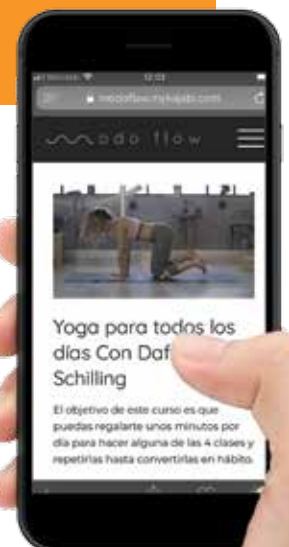 12:03
modoflow.mykajabi.com
modo flow
Yoga para todos los
días Con Daf
Schilling
El objetivo de este curso es que
puedas regalarte unos minutos por
día para hacer alguna de las 4 clases y
repetirlas hasta convertirlas en hábito.